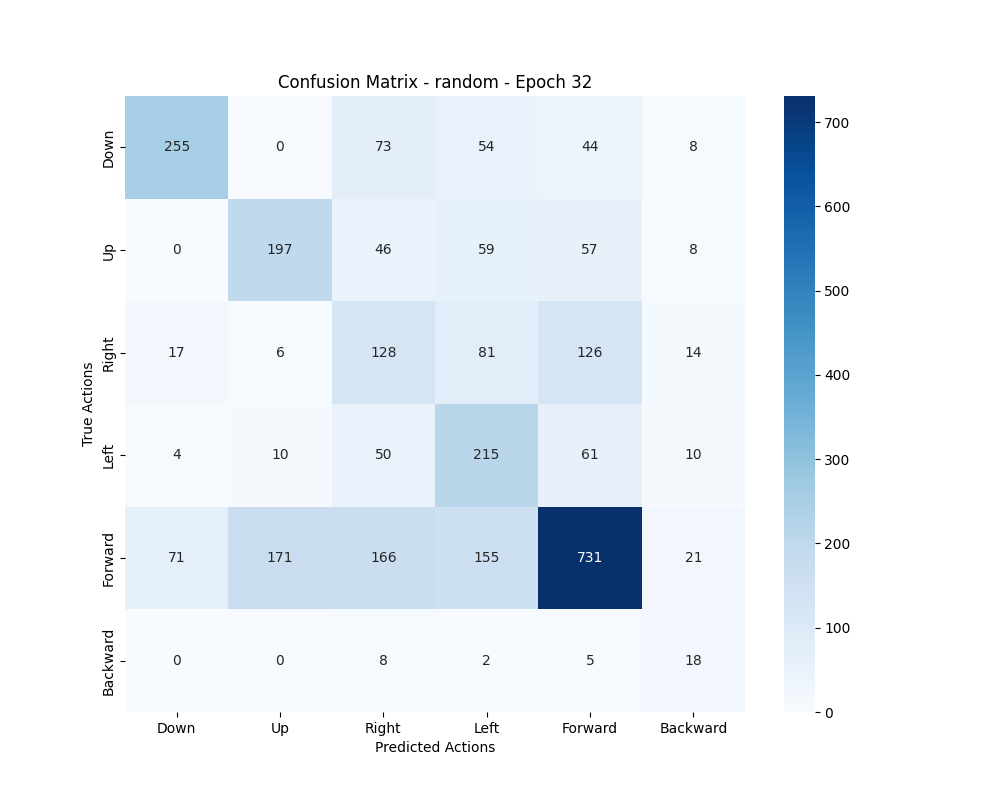 Confusion Matrix - random - Epoch 32
True Actions
Down 255 0 73 54 44 8
Up 0 197 46 59 57 8
Right 17 6 128 81 126 14
Left 4 10 50 215 61 10
Forward 71 171 166 155 731 21
Backward 0 0 8 2 5 18
Down Up Right Left Forward Backward
Predicted Actions
700
600
500
400
300
200
100
0